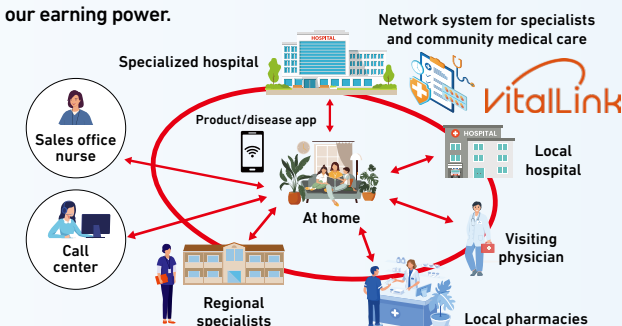 our earning power.
Network system for specialists
and community medical care
VitalLink
Specialized hospital
HOSPITAL
Product/disease app
Sales office
nurse
HOSPITAL
Local
hospital
At home
Call
center
Visiting
physician
Regional
specialists
Local pharmacies